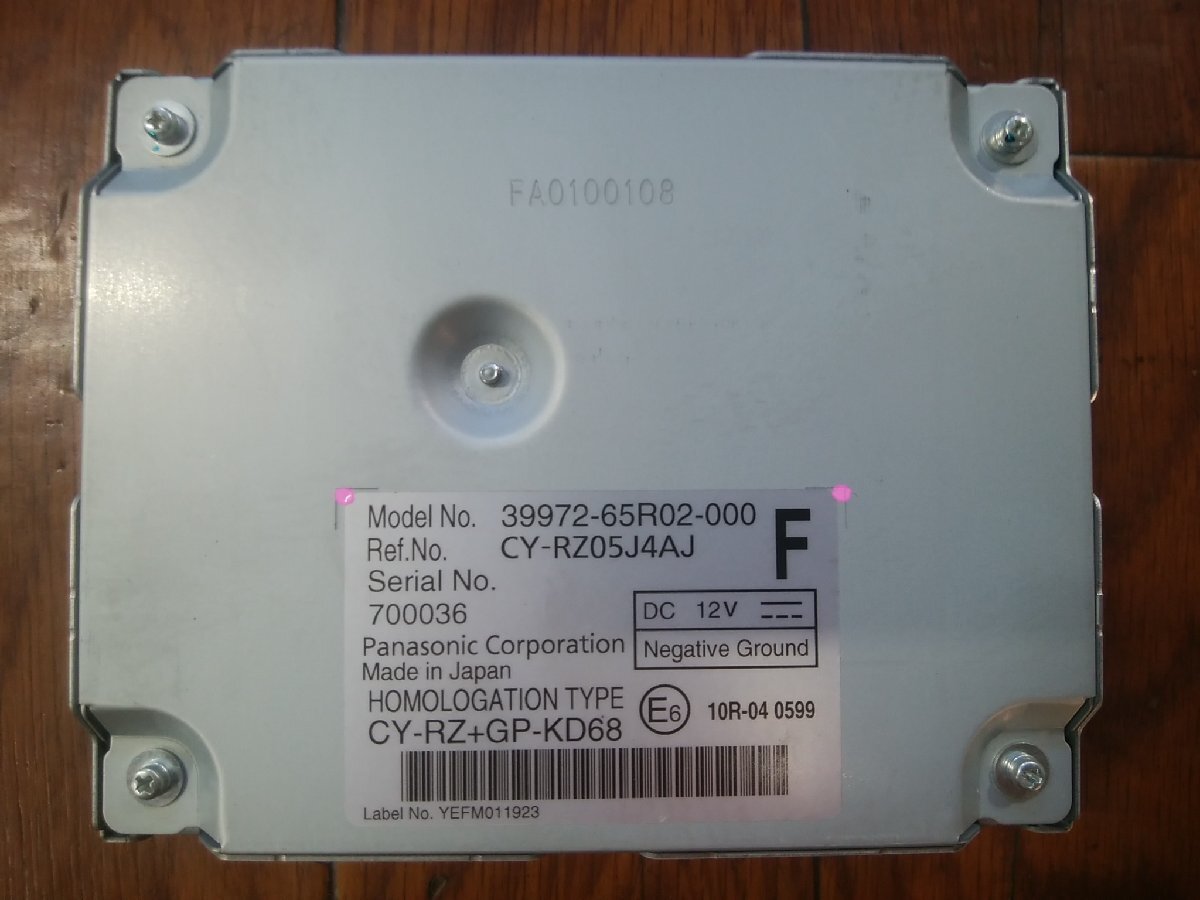 FA0100108
Model No. 39972-65R02-000
F
Ref.No. CY-RZ05J4AJ
Serial No.
700036
DC 12V
Panasonic Corporation
Negative Ground
Made in Japan
HOMOLOGATION TYPE
E6 10R-04 0599
CY-RZ+GP-KD68
Label No. YEFM011923